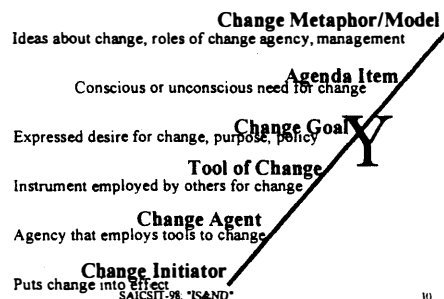 Change Metaphor/Model
Ideas about change, roles of change agency, management
Agenda Item
Conscious or unconscious need for change
Change Goal
Expressed desire for change, purpose, policy
Y
Tool of Change
Instrument employed by others for change
Change Agent
Agency that employs tools to change
Change Initiator
Puts change into effect
SAICSIT-98. "IS&ND"
10